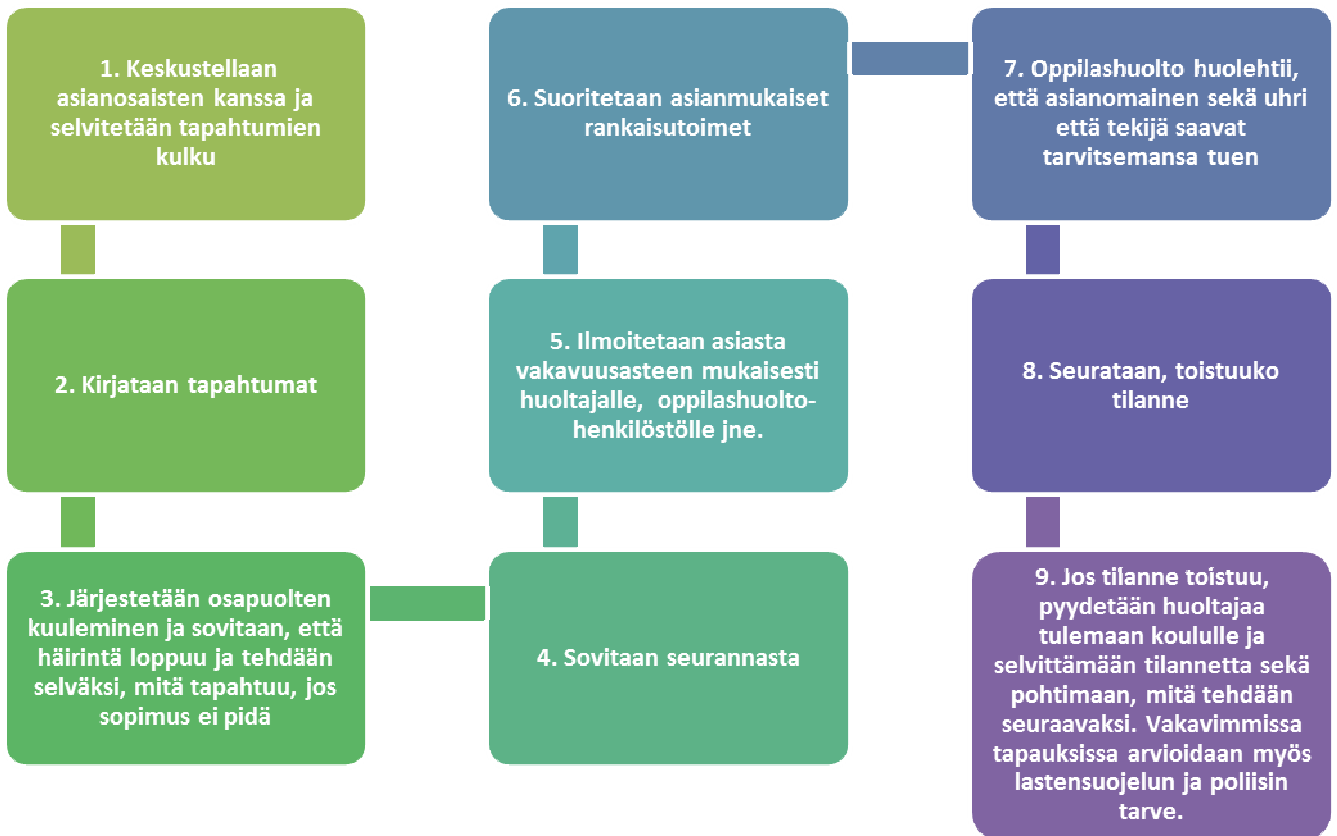 1. Keskustellaan
asianosaisten kanssa ja
selvitetään tapahtumien
kulku
2. Kirjataan tapahtumat
3. Järjestetään osapuolten
kuuleminen ja sovitaan, että
häirintä loppuu ja tehdään
selväksi, mitä tapahtuu, jos
sopimus ei pidä
4. Sovitaan seurannasta
5. Ilmoitetaan asiasta
vakavuusasteen mukaisesti
huoltajalle, oppilashuolto-
henkilöstölle jne.
6. Suoritetaan asianmukaiset
rankaisutoimet
7. Oppilashuolto huolehtii,
että asianomainen sekä uhri
että tekijä saavat
tarvitsemansa tuen
8. Seurataan, toistuuko
tilanne
9. Jos tilanne toistuu,
pyydetään huoltajaa
tulemaan koululle ja
selvittämään tilannetta sekä
pohtimaan, mitä tehdään
seuraavaksi. Vakavimmissa
tapauksissa arvioidaan myös
lastensuojelun ja poliisin
tarve.